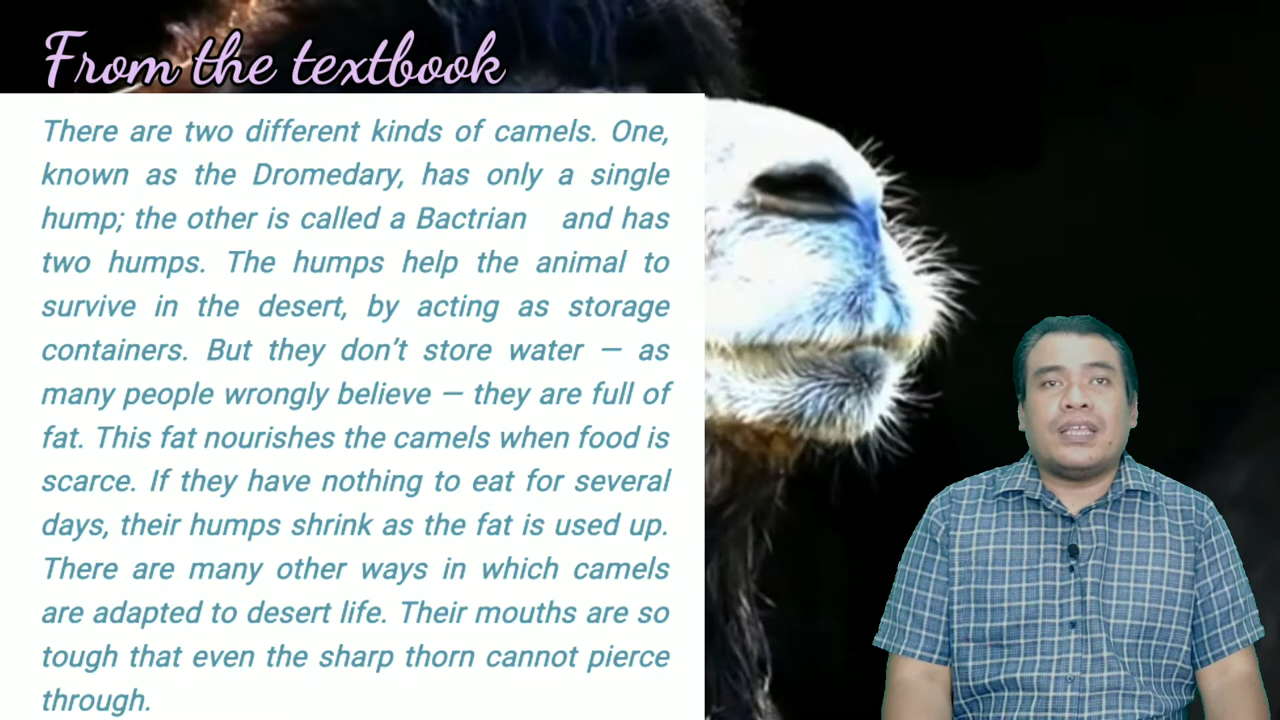 From the textbook
There are two different kinds of camels. One,
known as the Dromedary, has only a single
hump; the other is called a Bactrian and has
two humps. The humps help the animal to
survive in the desert, by acting as storage
containers. But they don’t store water — as
many people wrongly believe — they are full of
fat. This fat nourishes the camels when food is
scarce. If they have nothing to eat for several
days, their humps shrink as the fat is used up.
There are many other ways in which camels
are adapted to desert life. Their mouths are so
tough that even the sharp thorn cannot pierce
through.